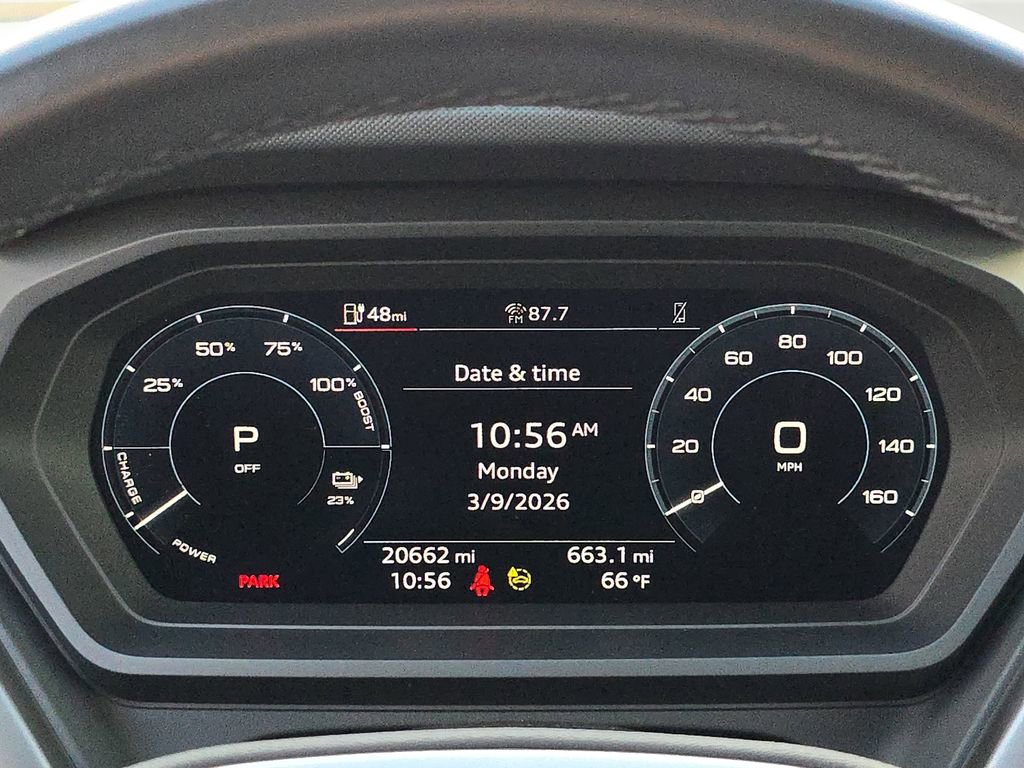 48mi
FM 87.7
Date & time
10:56 AM
Monday
3/9/2026
25%
50%
75%
100%
BOOST
CHARGE
POWER
P
OFF
23%
PARK
20
40
60
80
100
120
140
160
0
0
MPH
20662 mi
663.1 mi
10:56
66 °F